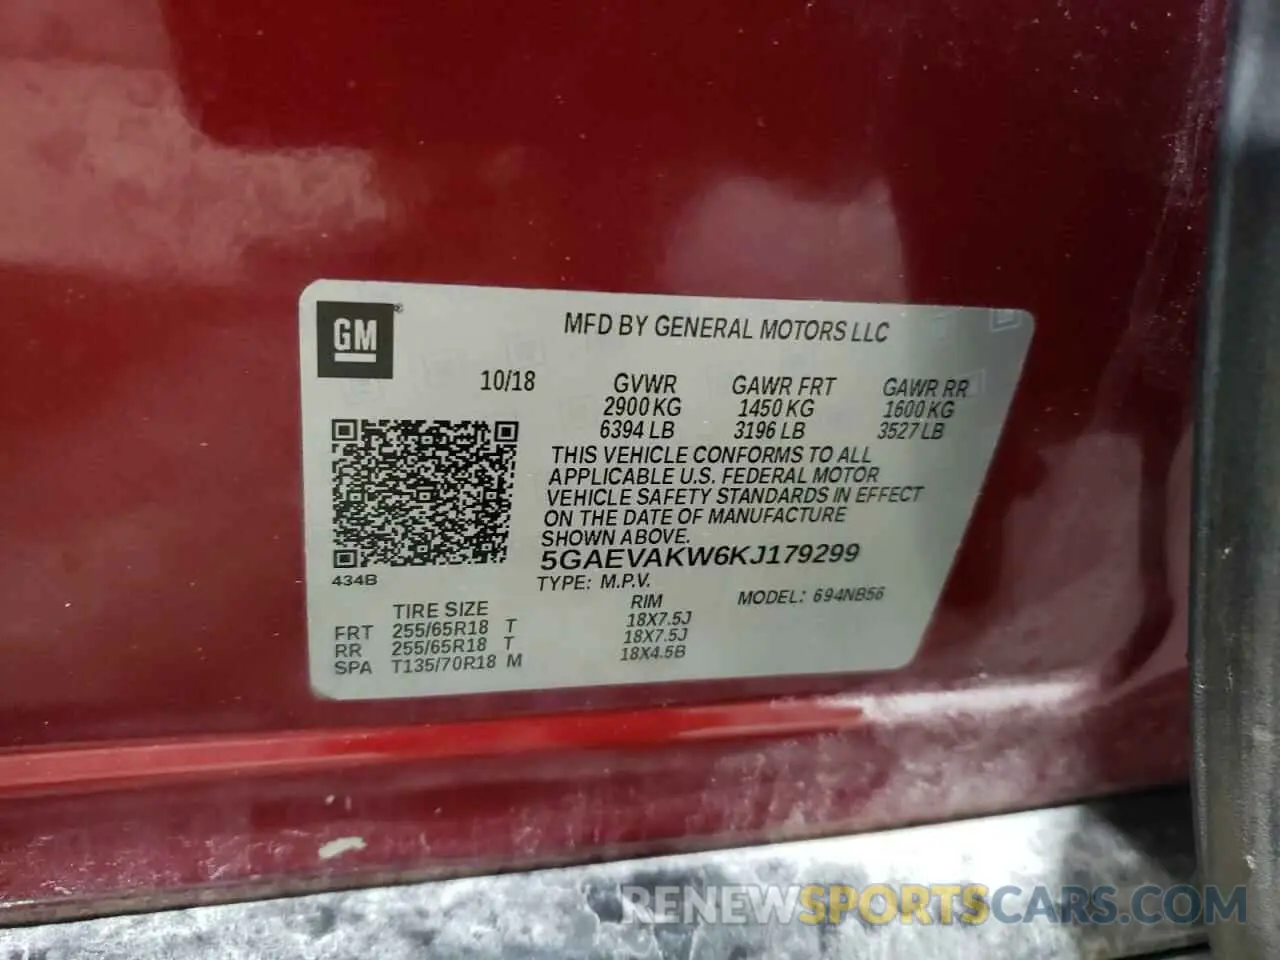 GM®
MFD BY GENERAL MOTORS LLC
10/18 GVWR GAWR FRT GAWR RR
2900 KG 1450 KG 1600 KG
6394 LB 3196 LB 3527 LB
THIS VEHICLE CONFORMS TO ALL
APPLICABLE U.S. FEDERAL MOTOR
VEHICLE SAFETY STANDARDS IN EFFECT
ON THE DATE OF MANUFACTURE
SHOWN ABOVE.
5GAEVAKW6KJ179299
434B
TYPE: M.P.V. MODEL: 694NB56
TIRE SIZE RIM
FRT 255/65R18 T 18X7.5J
RR 255/65R18 T 18X7.5J
SPA T135/70R18 M 18X4.5B
RENEWSPORTSCARS.COM